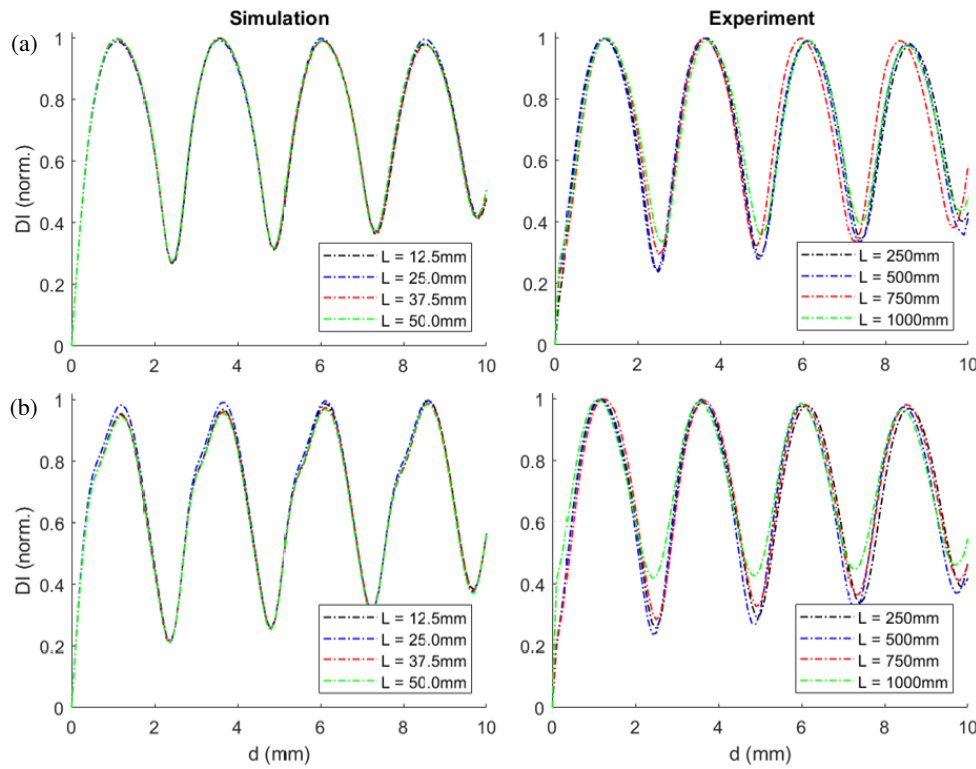 Simulation
Experiment
(a)
DI (norm.)
1
0.8
0.6
0.4
0.2
0
0 2 4 6 8 10
L = 12.5mm
L = 25.0mm
L = 37.5mm
L = 50.0mm
1
0.8
0.6
0.4
0.2
0
0 2 4 6 8 10
L = 250mm
L = 500mm
L = 750mm
L = 1000mm
(b)
DI (norm.)
1
0.8
0.6
0.4
0.2
0
0 2 4 6 8 10
d (mm)
L = 12.5mm
L = 25.0mm
L = 37.5mm
L = 50.0mm
1
0.8
0.6
0.4
0.2
0
0 2 4 6 8 10
d (mm)
L = 250mm
L = 500mm
L = 750mm
L = 1000mm